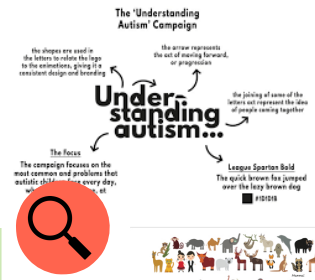 The 'Understanding
Autism' Campaign
the shapes are used in
the letters to relate the logo
to the animations, giving it a
consistent design and branding
the arrow represents
the act of moving forward,
or progression
the joining of some of the
letters act represent the idea
of people coming together
Under-
standing
autism...
The Focus
The campaign focuses on the
most common and problems that
autistic every day,
at
League Spartan Bold
The quick brown fox jumped
over the lazy brown dog